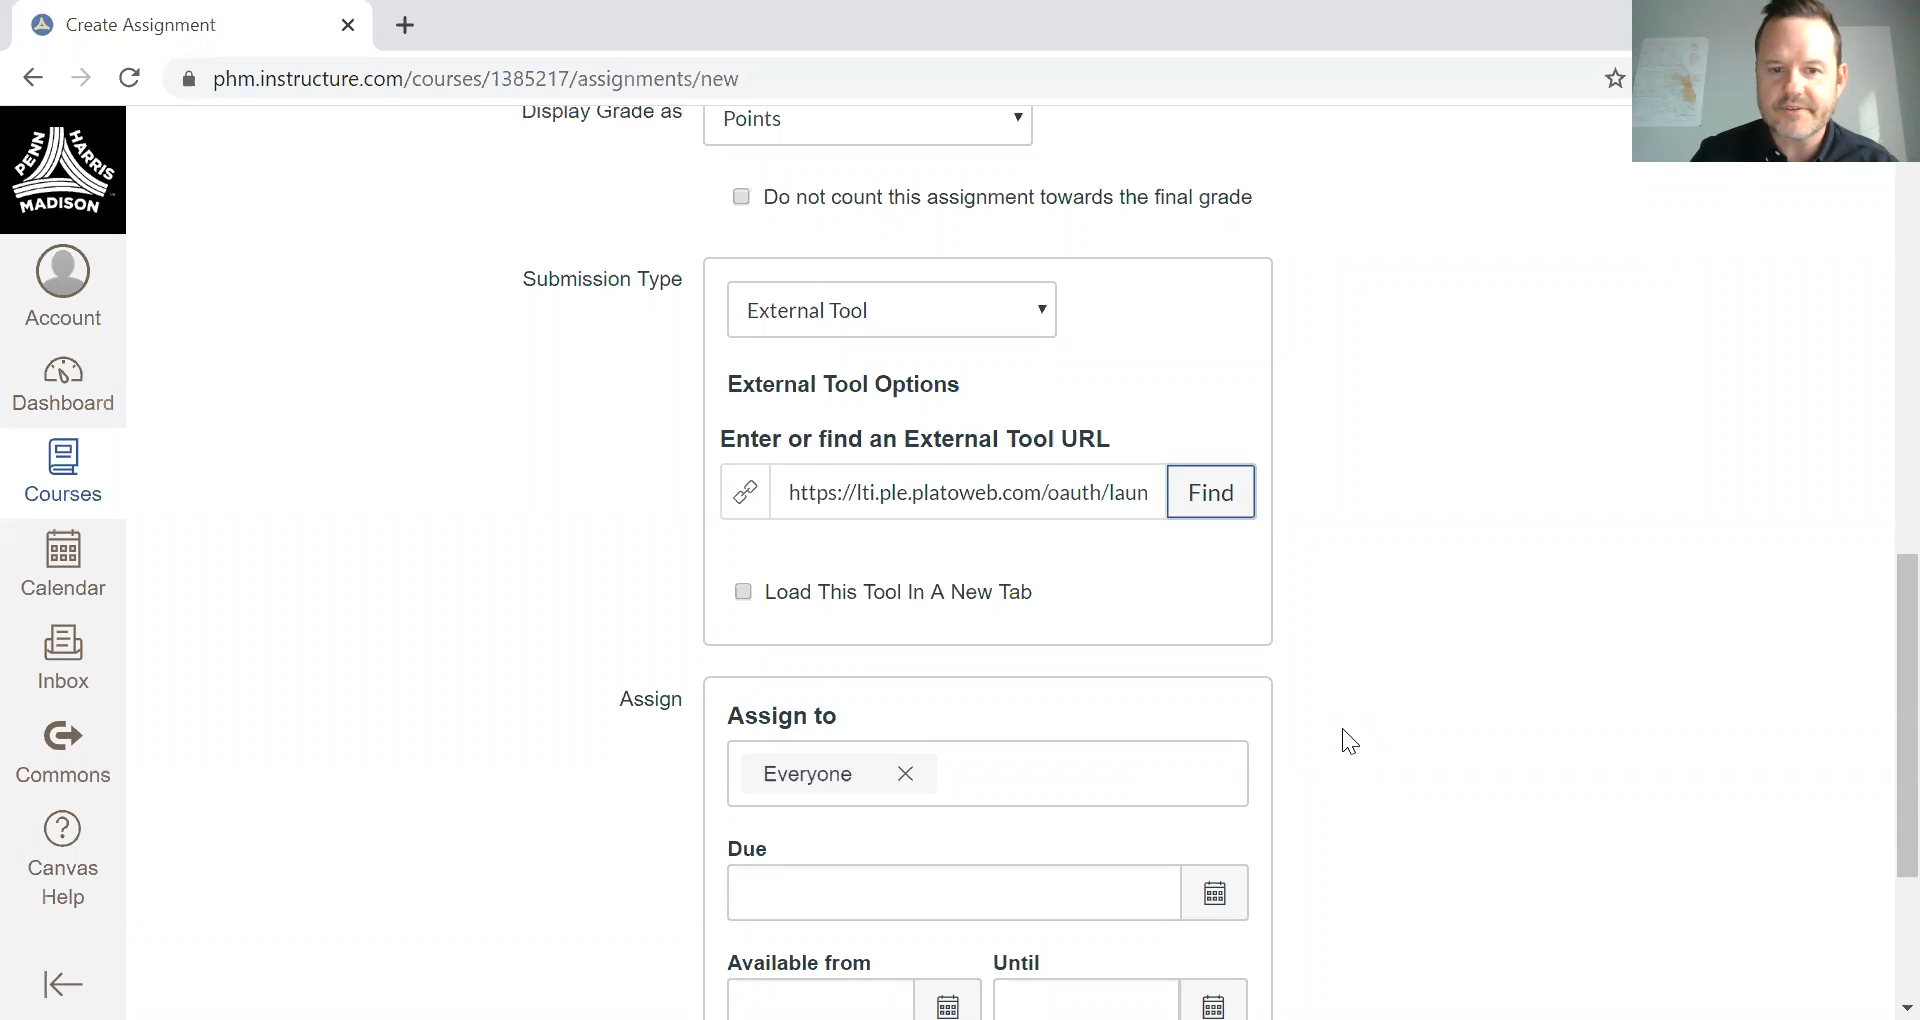 Create Assignment
phm.instructure.com/courses/1385217/assignments/new
PENN HARRIS MADISON
Account
Dashboard
Courses
Calendar
Inbox
Commons
Canvas
Help
Display Grade as
Points
Do not count this assignment towards the final grade
Submission Type
External Tool
External Tool Options
Enter or find an External Tool URL
https://lti.ple.platoweb.com/oauth/laun
Find
Load This Tool In A New Tab
Assign
Assign to
Everyone
Due
Available from
Until